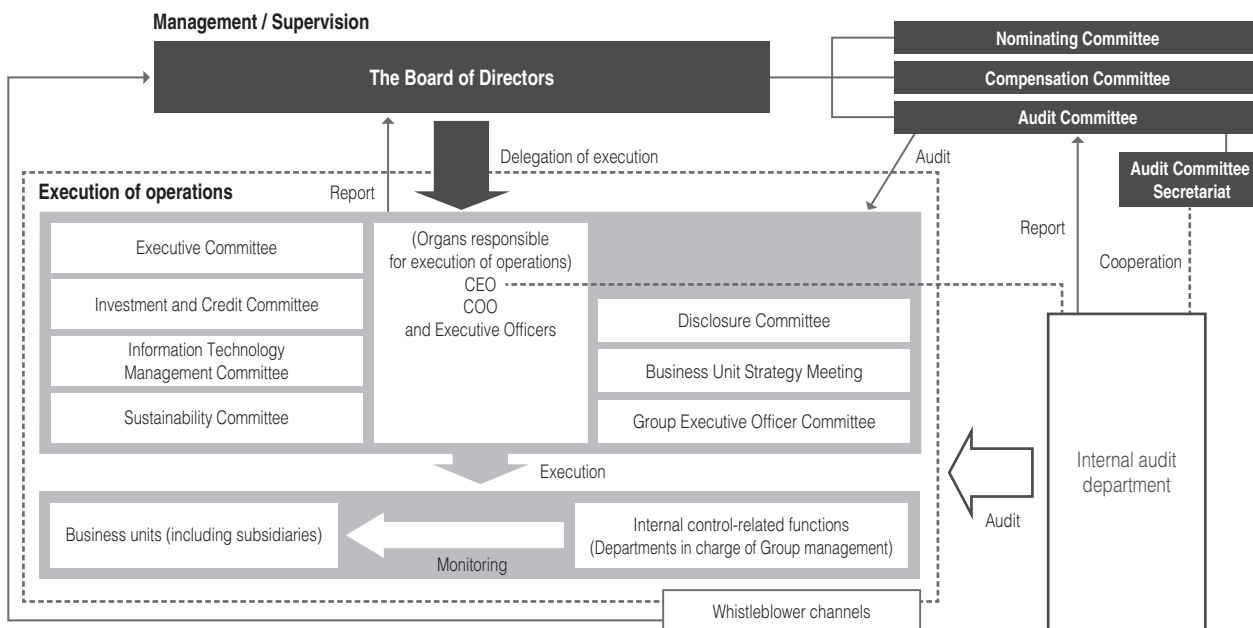 Management / Supervision
The Board of Directors
Nominating Committee
Compensation Committee
Audit Committee
Audit Committee
Secretariat
Delegation of execution
Audit
Report
Cooperation
Execution of operations
Report
Executive Committee
Investment and Credit Committee
Information Technology
Management Committee
Sustainability Committee
(Organs responsible
for execution of operations)
CEO
COO
and Executive Officers
Disclosure Committee
Business Unit Strategy Meeting
Group Executive Officer Committee
Execution
Internal audit
department
Audit
Business units (including subsidiaries)
Monitoring
Internal control-related functions
(Departments in charge of Group management)
Whistleblower channels